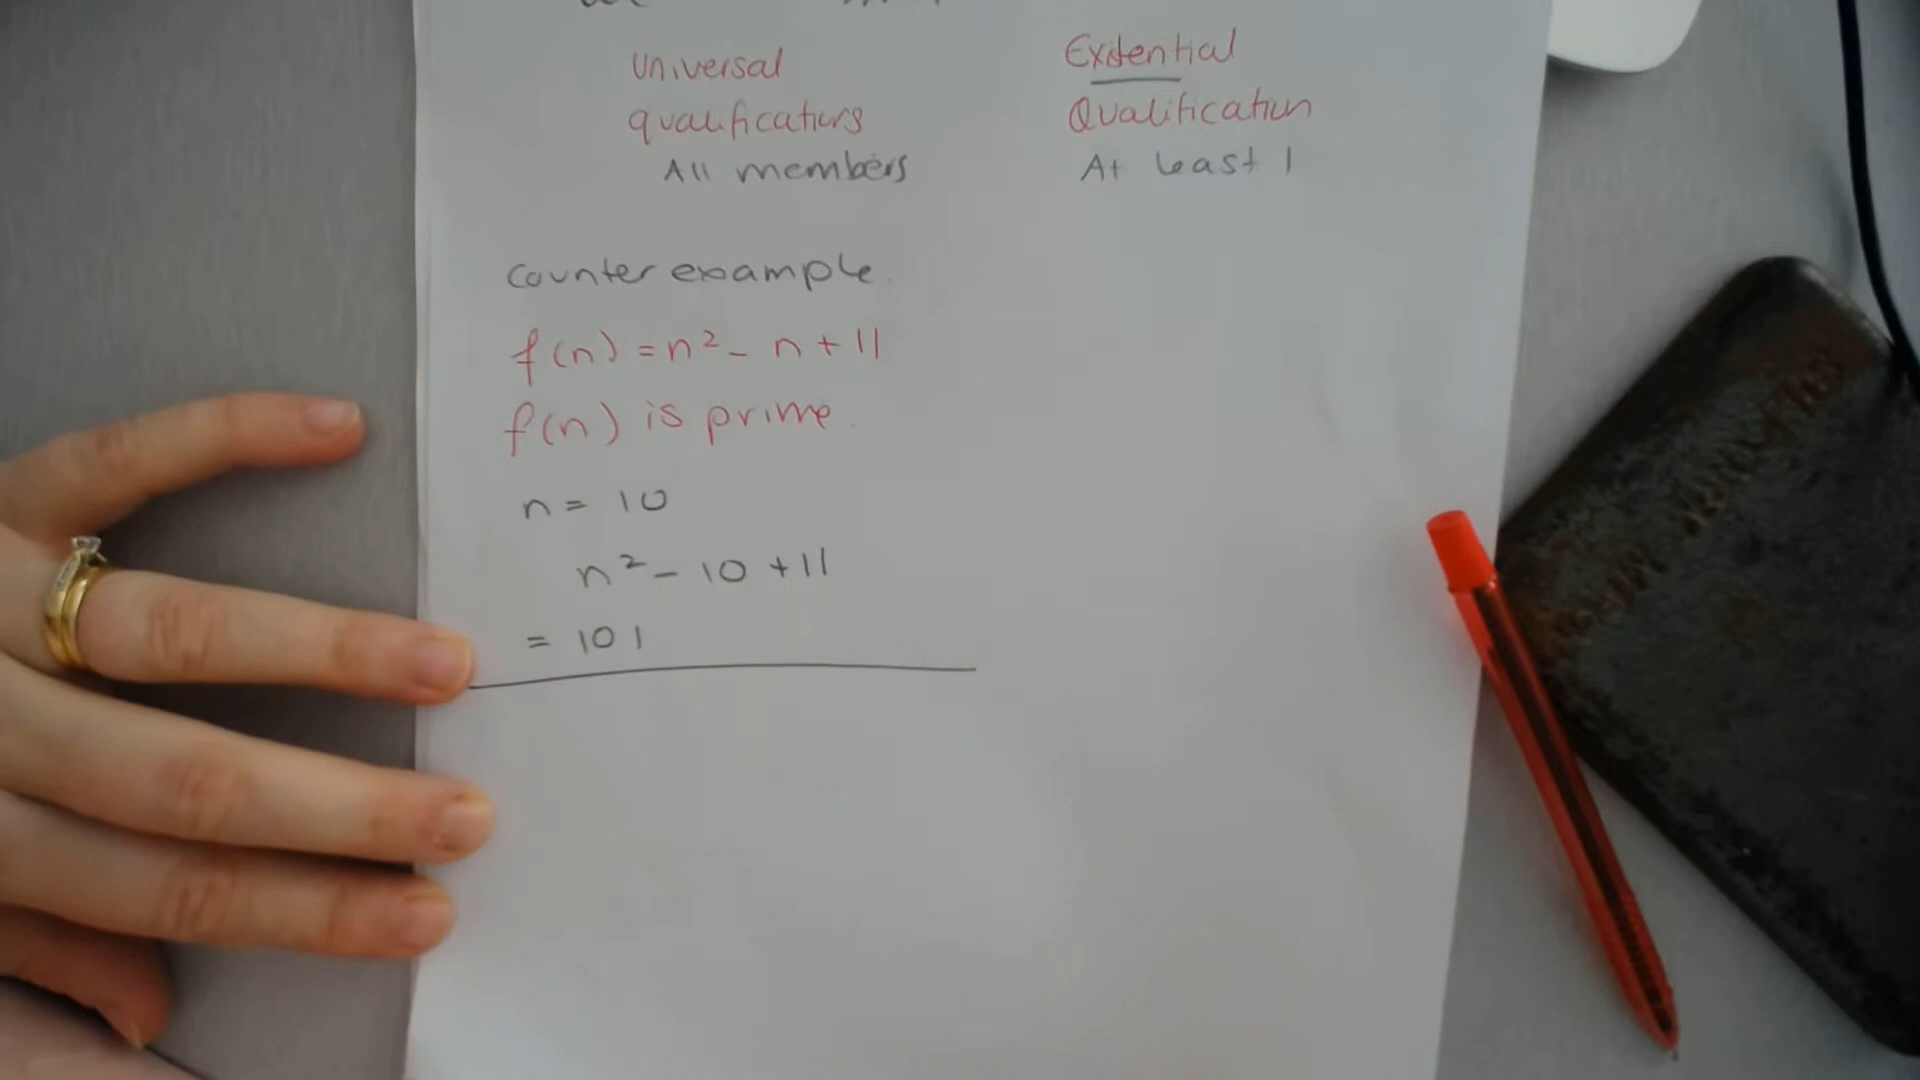 Universal
qualificatiors
All members
Existential
Qualification
At least 1
counter example.
f(n) = n² - n + 11
f(n) is prime.
n = 10
n² - 10 + 11
= 101